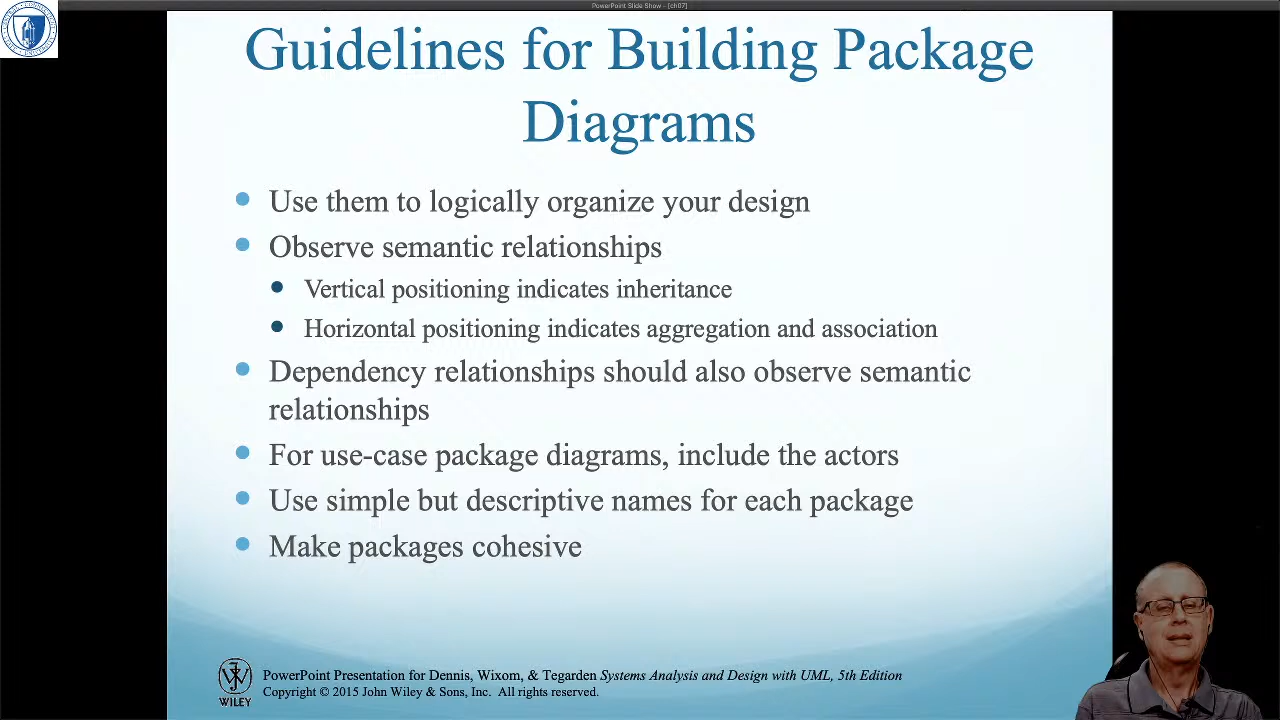 PowerPoint Slide Show - [ch07]
Guidelines for Building Package
Diagrams
Use them to logically organize your design
Observe semantic relationships
Vertical positioning indicates inheritance
Horizontal positioning indicates aggregation and association
Dependency relationships should also observe semantic
relationships
For use-case package diagrams, include the actors
Use simple but descriptive names for each package
Make packages cohesive
PowerPoint Presentation for Dennis, Wixom, & Tegarden Systems Analysis and Design with UML, 5th Edition
Copyright © 2015 John Wiley & Sons, Inc. All rights reserved.
WILEY